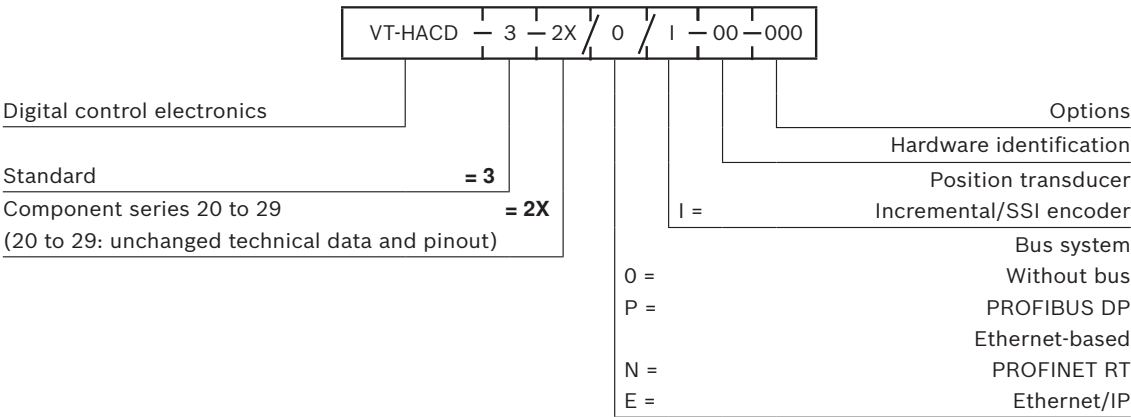 VT-HACD – 3 – 2X / 0 / I – 00 – 000
Digital control electronics
Standard = 3
Component series 20 to 29 = 2X
(20 to 29: unchanged technical data and pinout)
Options
Hardware identification
Position transducer
I = Incremental/SSI encoder
Bus system
0 = Without bus
P = PROFIBUS DP
Ethernet-based
N = PROFINET RT
E = Ethernet/IP